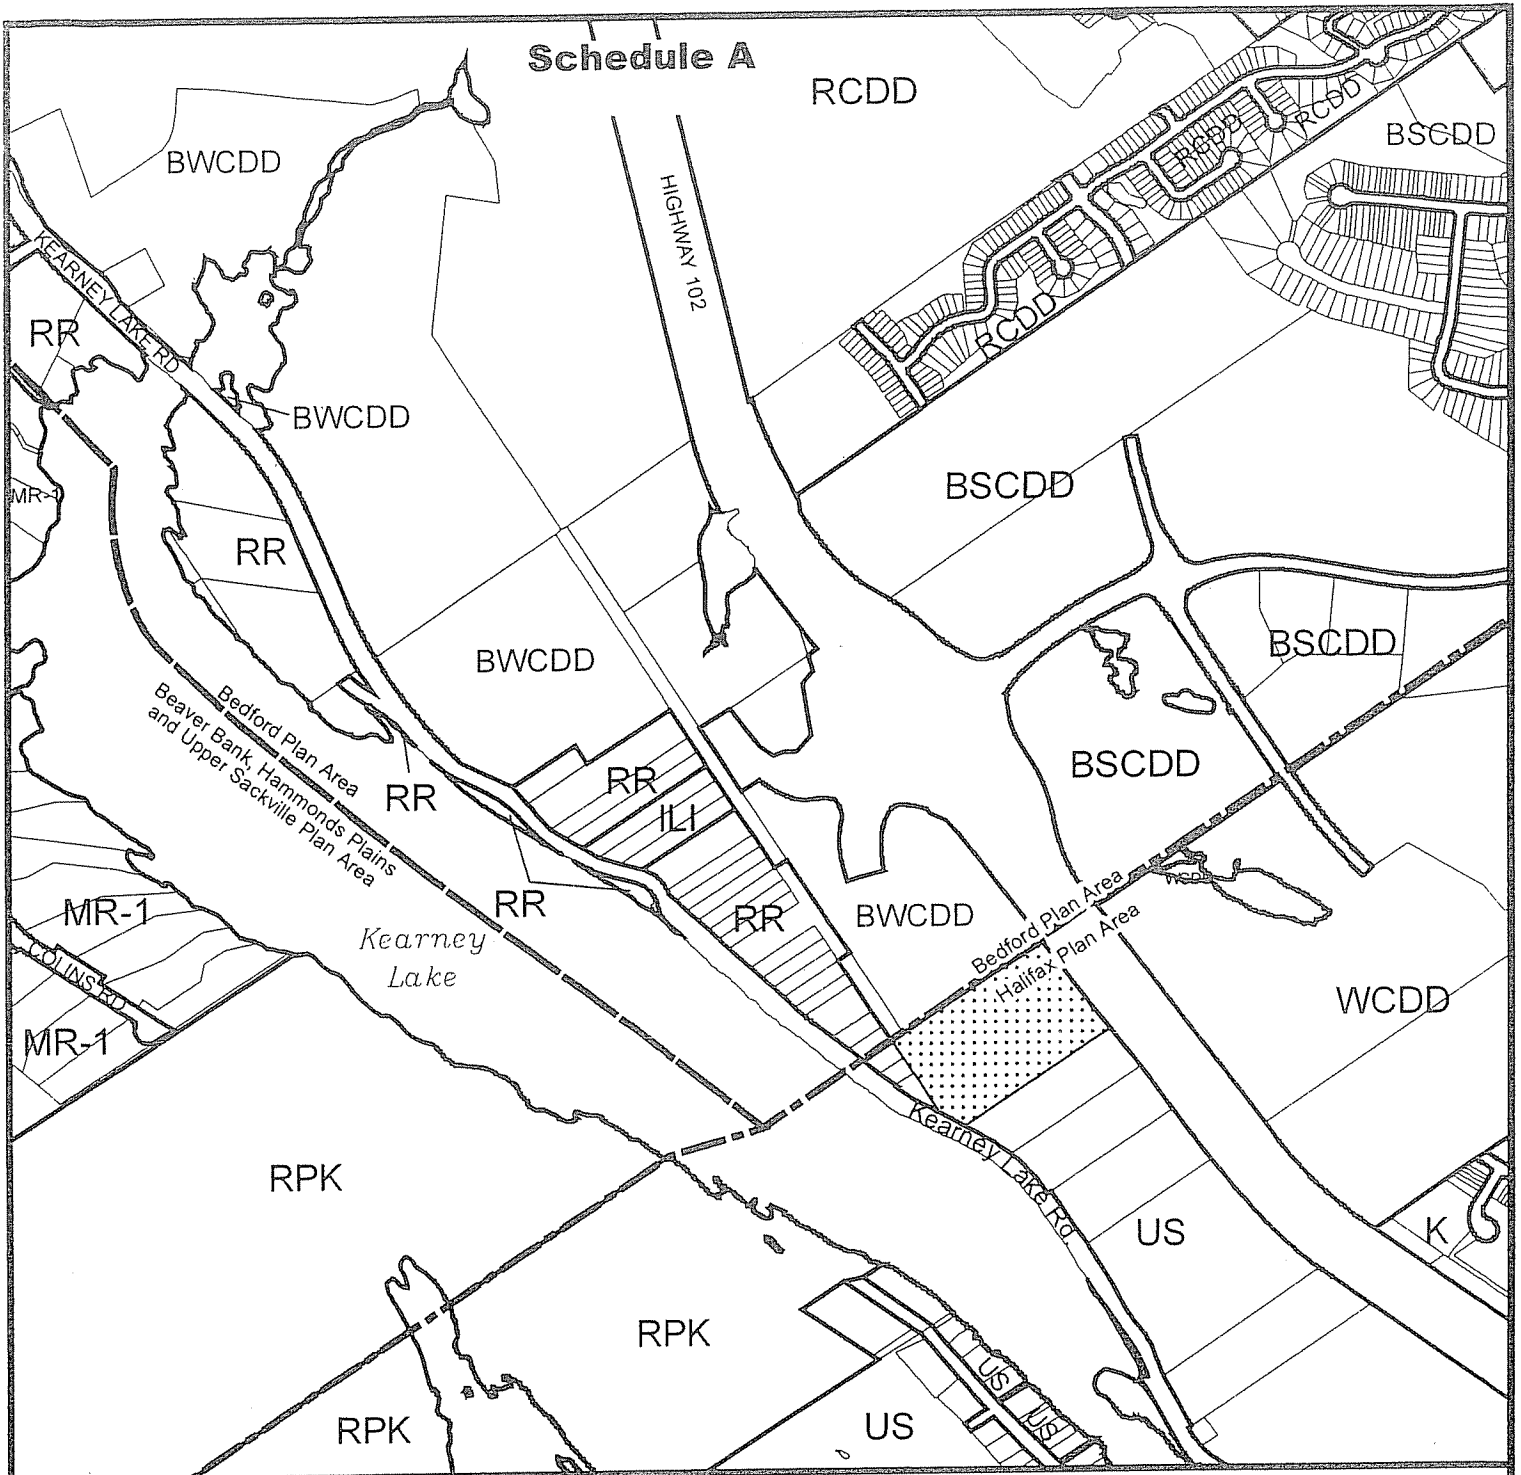 Schedule A
RCDD
RCDD
RCDD
BSCDD
BWCDD
HIGHWAY 102
KEARNEY LAKE RD
RR
RCDD
BWCDD
MR-1
BSCDD
RR
BSCDD
BWCDD
Bedford Plan Area
Beaver Bank, Hammonds Plains
and Upper Sackville Plan Area
RR
RR
ILI
BSCDD
WCDD
RR
MR-1
RR
BWCDD
Bedford Plan Area
Halifax Plan Area
Kearney
Lake
COLINS RD
WCDD
MR-1
Kearney Lake Rd
RPK
US
K
RPK
US
RPK
US
US